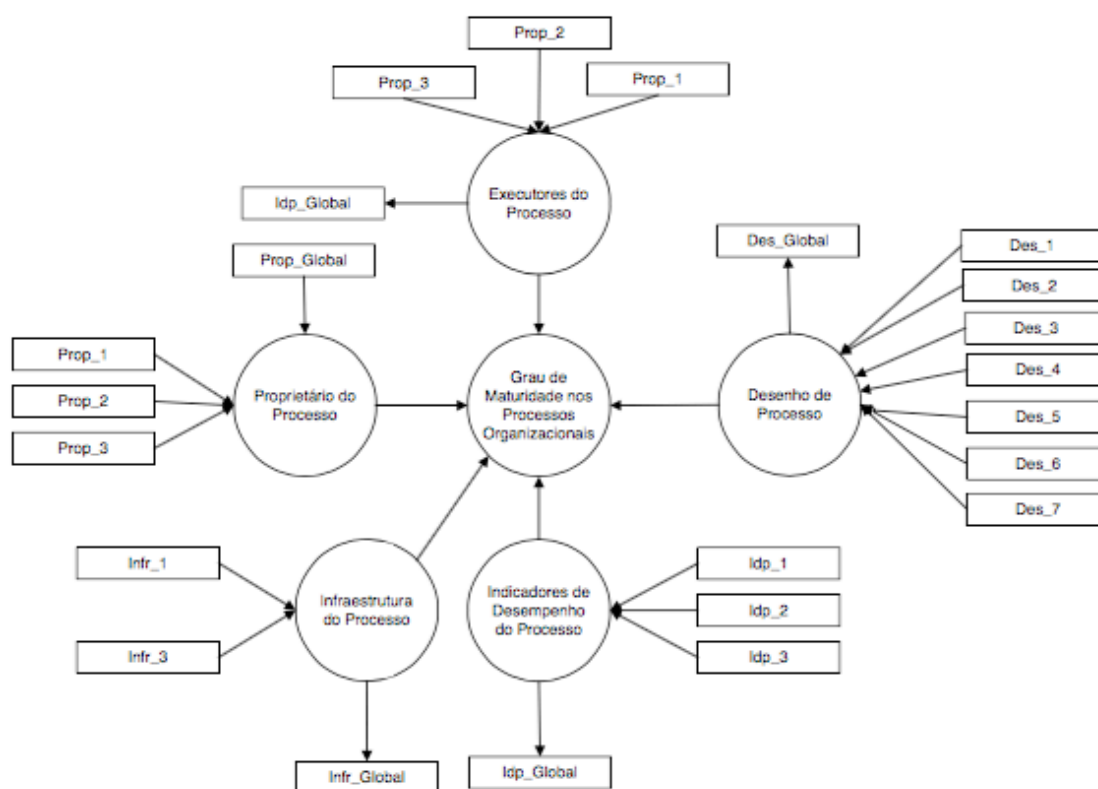 Prop_2
Prop_3
Prop_1
Executores do
Processo
Idp_Global
Prop_Global
Des_Global
Des_1
Des_2
Des_3
Des_4
Des_5
Des_6
Des_7
Prop_1
Prop_2
Prop_3
Proprietário do
Processo
Grau de
Maturidade nos
Processos
Organizacionais
Desenho de
Processo
Infr_1
Infr_3
Infraestrutura
do Processo
Indicadores de
Desempenho
do Processo
Idp_1
Idp_2
Idp_3
Infr_Global
Idp_Global